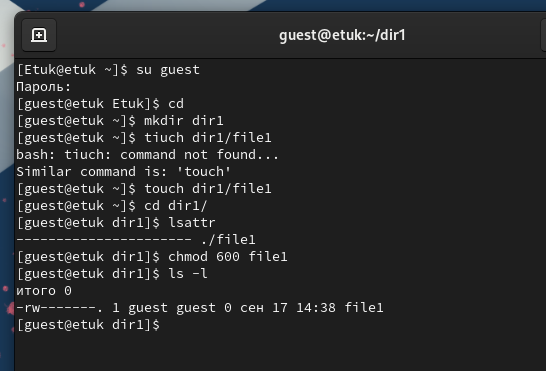 guest@etuk:~/dir1
[Etuk@etuk ~]$ su guest
Пароль:
[guest@etuk Etuk]$ cd
[guest@etuk ~]$ mkdir dir1
[guest@etuk ~]$ tiuch dir1/file1
bash: tiuch: command not found...
Similar command is: 'touch'
[guest@etuk ~]$ touch dir1/file1
[guest@etuk ~]$ cd dir1/
[guest@etuk dir1]$ lsattr
---------------------- ./file1
[guest@etuk dir1]$ chmod 600 file1
[guest@etuk dir1]$ ls -l
итого 0
-rw-------. 1 guest guest 0 сен 17 14:38 file1
[guest@etuk dir1]$